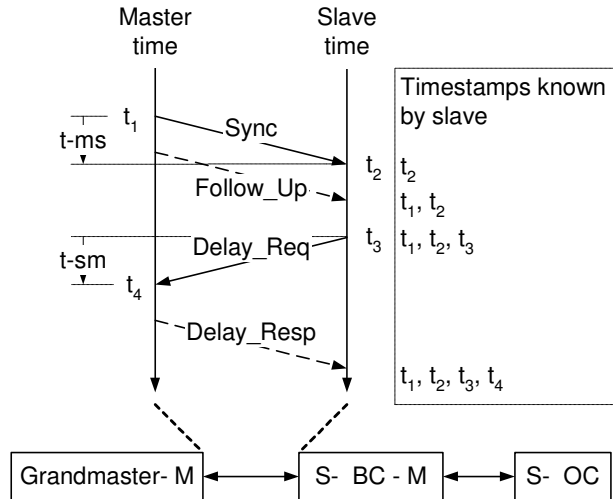 Master time
Slave time
Timestamps known by slave
t1
Sync
t-ms
t2
t2
Follow_Up
t1, t2
t3
t1, t2, t3
Delay_Req
t-sm
t4
Delay_Resp
t1, t2, t3, t4
Grandmaster- M
S- BC - M
S- OC